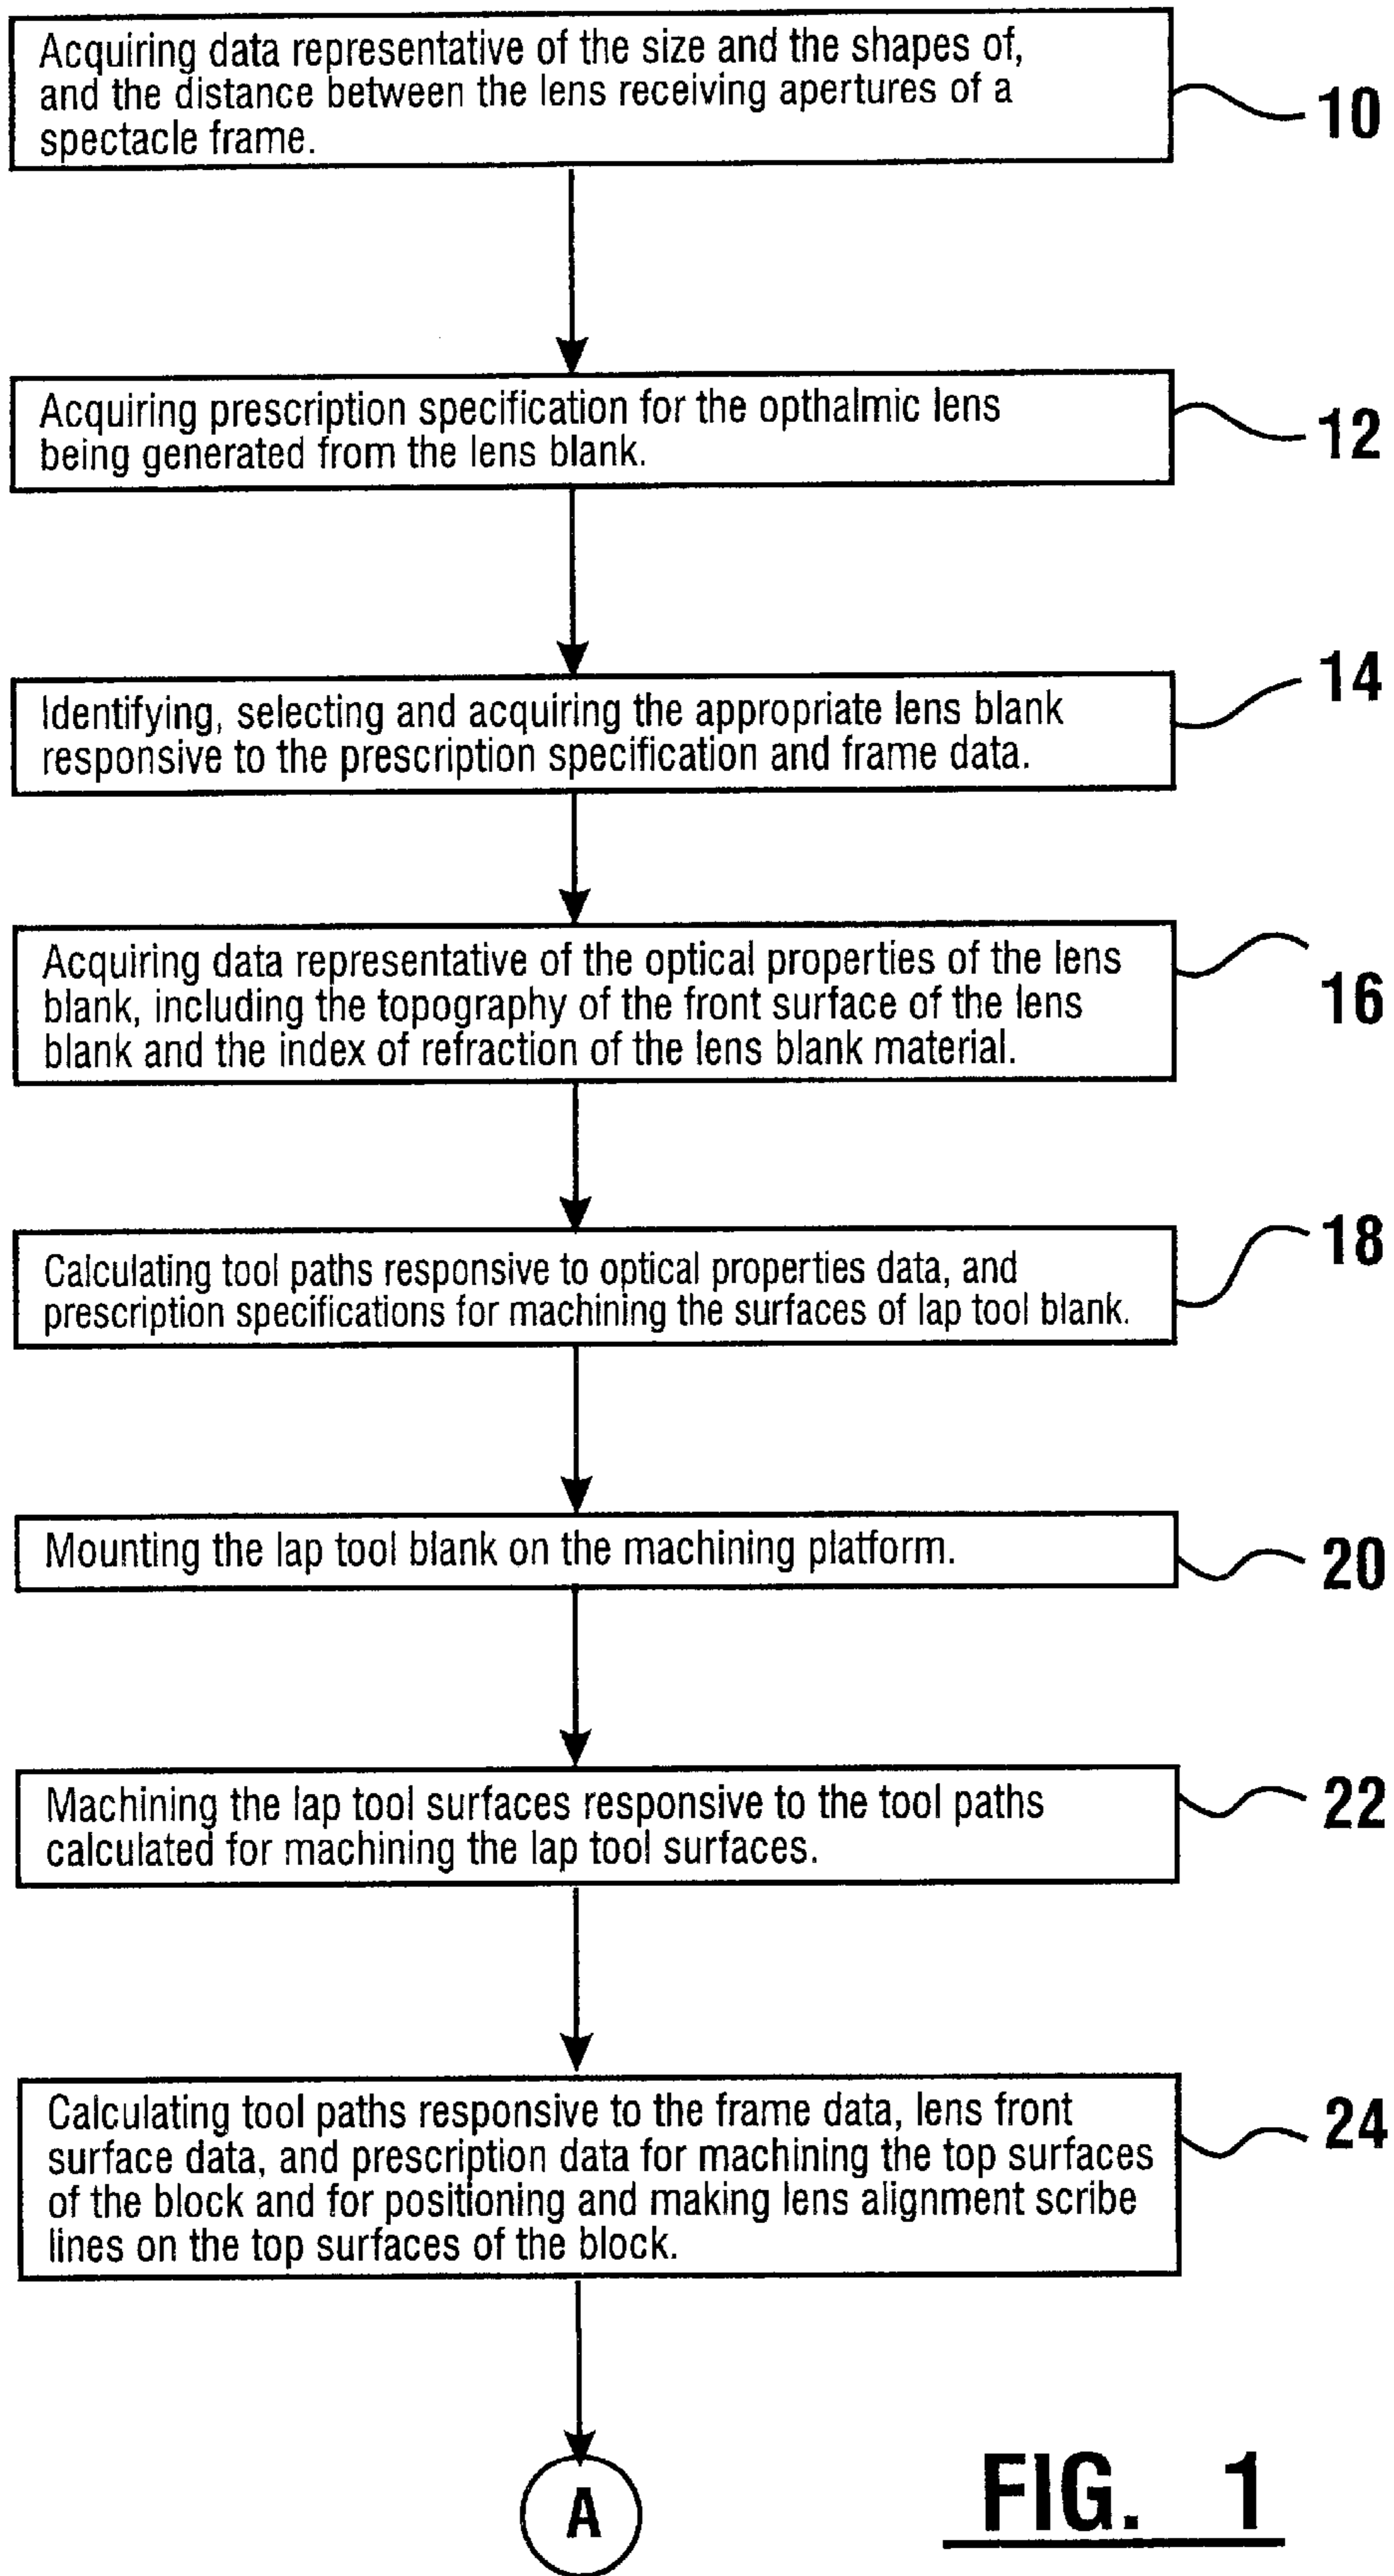 Acquiring data representative of the size and the shapes of,
and the distance between the lens receiving apertures of a
spectacle frame.
10
Acquiring prescription specification for the opthalmic lens
being generated from the lens blank.
12
Identifying, selecting and acquiring the appropriate lens blank
responsive to the prescription specification and frame data.
14
Acquiring data representative of the optical properties of the lens
blank, including the topography of the front surface of the lens
blank and the index of refraction of the lens blank material.
16
Calculating tool paths responsive to optical properties data, and
prescription specifications for machining the surfaces of lap tool blank.
18
Mounting the lap tool blank on the machining platform.
20
Machining the lap tool surfaces responsive to the tool paths
calculated for machining the lap tool surfaces.
22
Calculating tool paths responsive to the frame data, lens front
surface data, and prescription data for machining the top surfaces
of the block and for positioning and making lens alignment scribe
lines on the top surfaces of the block.
24
A
FIG. 1